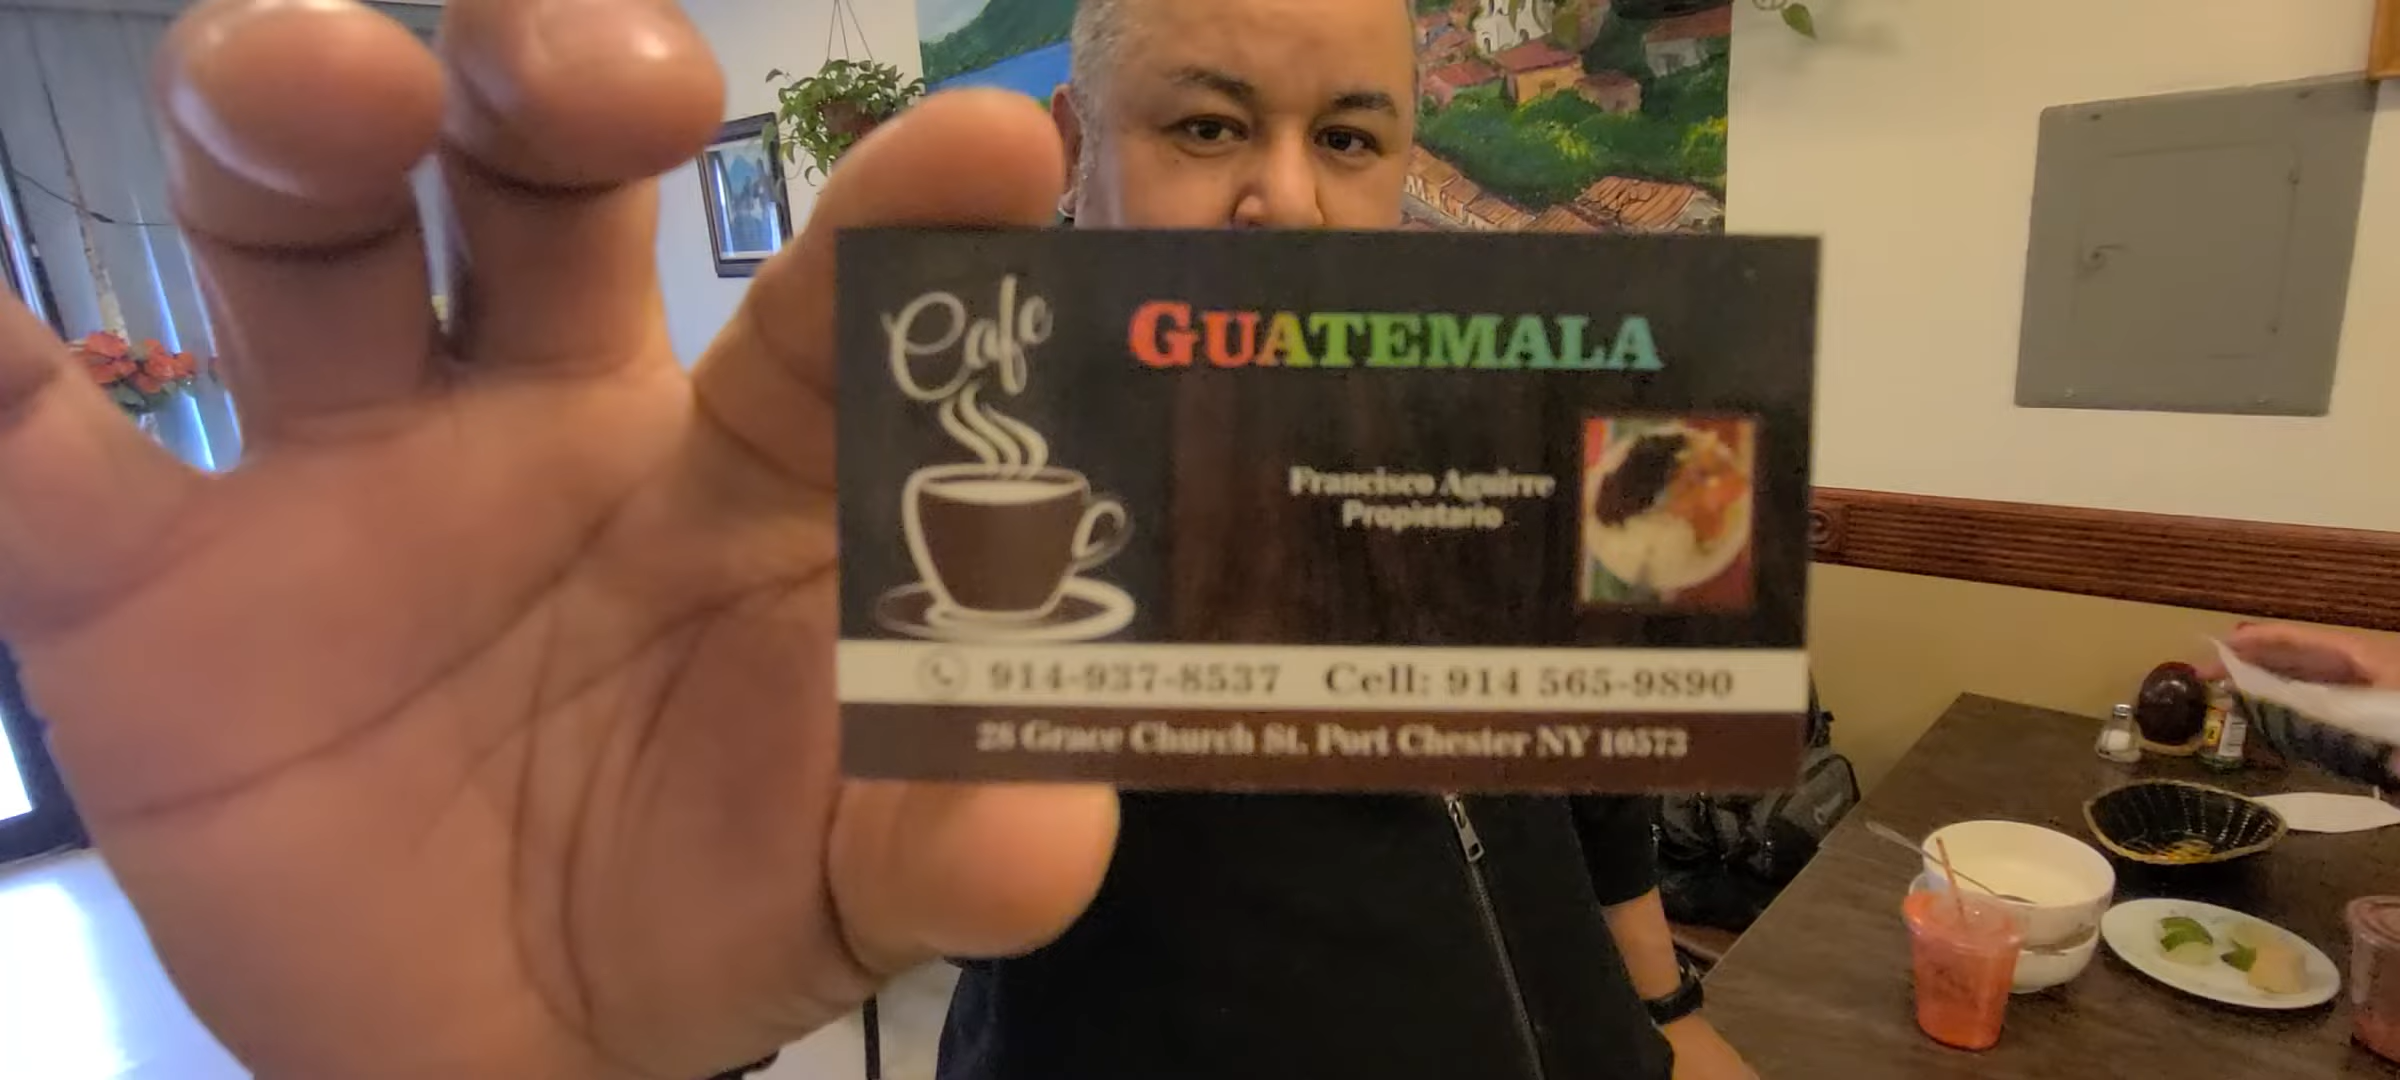 Cafe
GUATEMALA
Francisco Aguirre
Propietario
914-937-8537 Cell: 914 565-9890
28 Grace Church St. Port Chester NY 10573